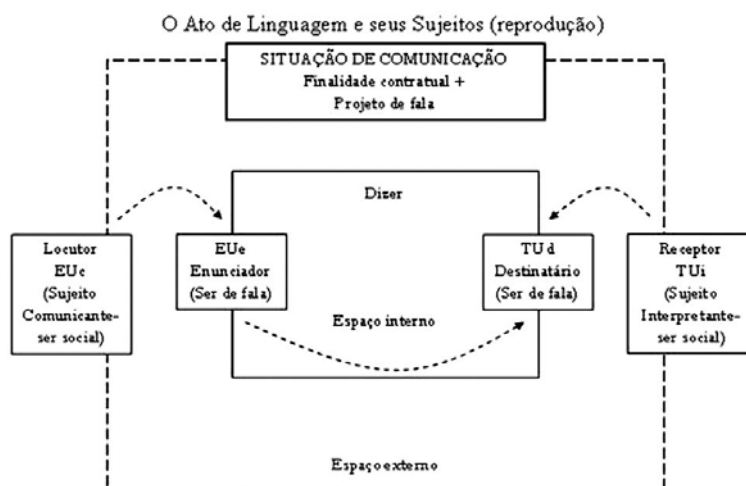 O Ato de Linguagem e seus Sujeitos (reprodução)
SITUAÇÃO DE COMUNICAÇÃO
Finalidade contratual +
Projeto de fala
Dizer
Locutor
EUc
(Sujeito
Comunicante-
ser social)
EUe
Enunciador
(Ser de fala)
TUd
Destinatário
(Ser de fala)
Receptor
TUi
(Sujeito
Interpretante-
ser social)
Espaço interno
Espaço externo